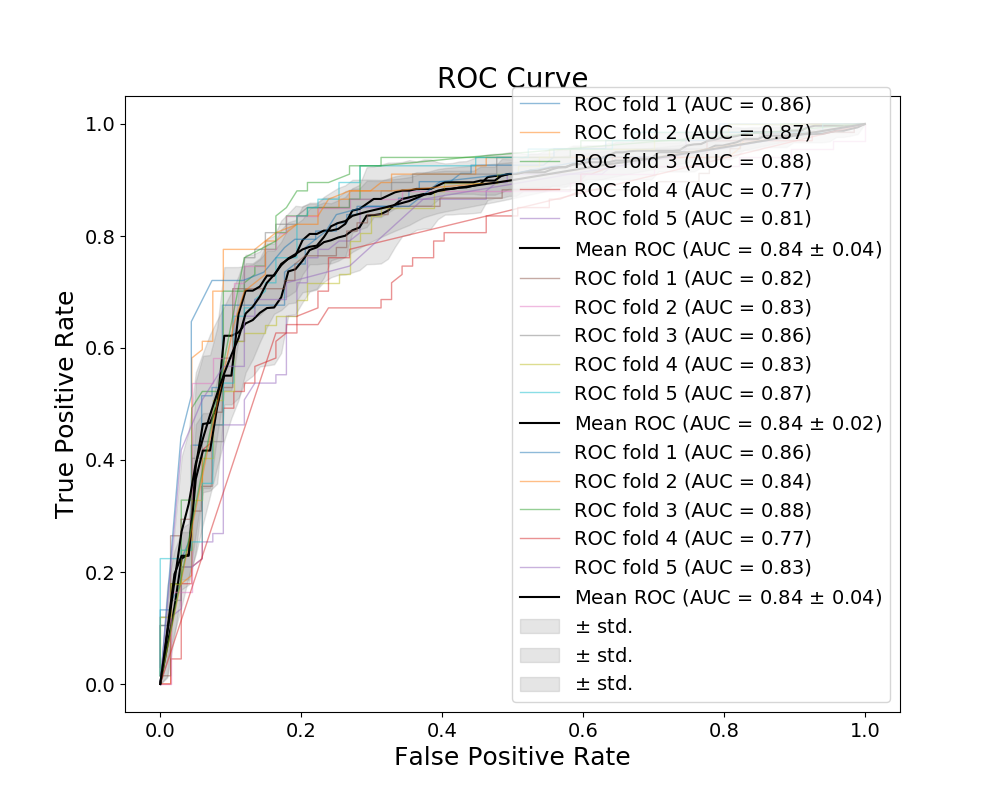 ROC Curve
True Positive Rate
1.0
0.8
0.6
0.4
0.2
0.0
ROC fold 1 (AUC = 0.86)
ROC fold 2 (AUC = 0.87)
ROC fold 3 (AUC = 0.88)
ROC fold 4 (AUC = 0.77)
ROC fold 5 (AUC = 0.81)
Mean ROC (AUC = 0.84 ± 0.04)
ROC fold 1 (AUC = 0.82)
ROC fold 2 (AUC = 0.83)
ROC fold 3 (AUC = 0.86)
ROC fold 4 (AUC = 0.83)
ROC fold 5 (AUC = 0.87)
Mean ROC (AUC = 0.84 ± 0.02)
ROC fold 1 (AUC = 0.86)
ROC fold 2 (AUC = 0.84)
ROC fold 3 (AUC = 0.88)
ROC fold 4 (AUC = 0.77)
ROC fold 5 (AUC = 0.83)
Mean ROC (AUC = 0.84 ± 0.04)
± std.
± std.
± std.
0.0 0.2 0.4 0.6 0.8 1.0
False Positive Rate